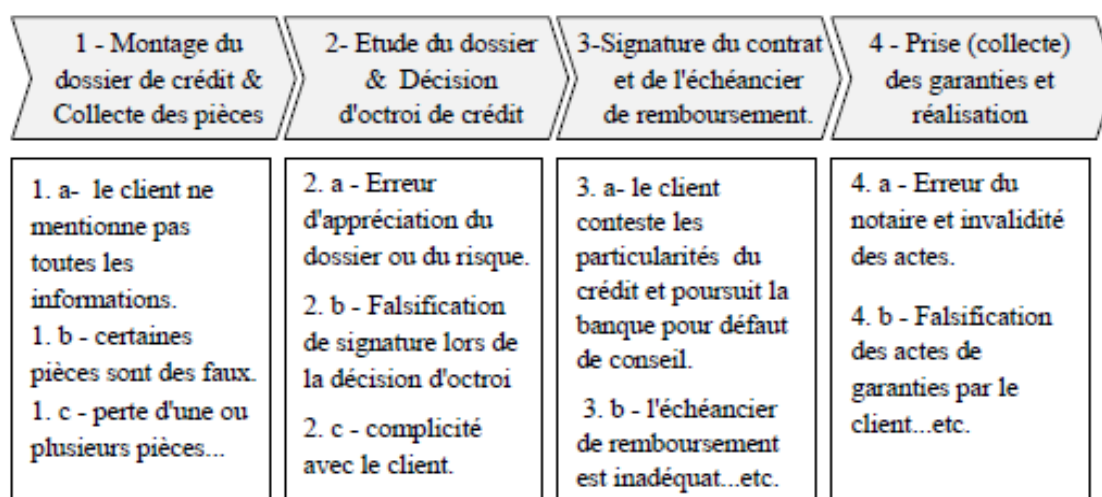 1 - Montage du
dossier de crédit &
Collecte des pièces
2- Etude du dossier
& Décision
d'octroi de crédit
3-Signature du contrat
et de l'échéancier
de remboursement.
4 - Prise (collecte)
des garanties et
réalisation
1. a- le client ne
mentionne pas
toutes les
informations.
1. b - certaines
pièces sont des faux.
1. c - perte d'une ou
plusieurs pièces...
2. a - Erreur
d'appréciation du
dossier ou du risque.
2. b - Falsification
de signature lors de
la décision d'octroi
2. c - complicité
avec le client.
3. a- le client
conteste les
particularités du
crédit et poursuit la
banque pour défaut
de conseil.
3. b - l'échéancier
de remboursement
est inadéquat...etc.
4. a - Erreur du
notaire et invalidité
des actes.
4. b - Falsification
des actes de
garanties par le
client...etc.